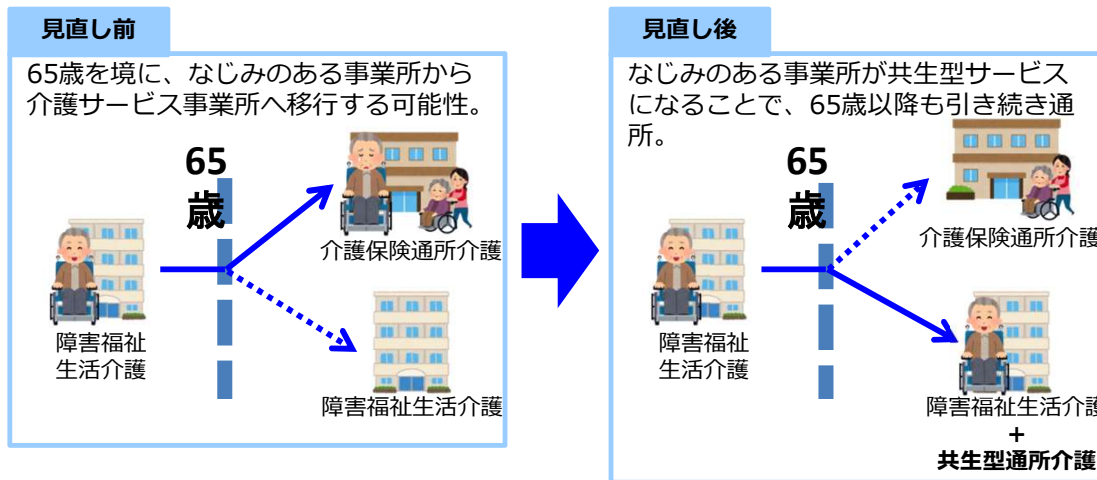 見直し前
65歳を境に、なじみのある事業所から
介護サービス事業所へ移行する可能性。
65
歳
介護保険通所介護
障害福祉
生活介護
障害福祉生活介護
見直し後
なじみのある事業所が共生型サービス
になることで、65歳以降も引き続き通
所。
65
歳
介護保険通所介護
障害福祉
生活介護
障害福祉生活介護
+
共生型通所介護